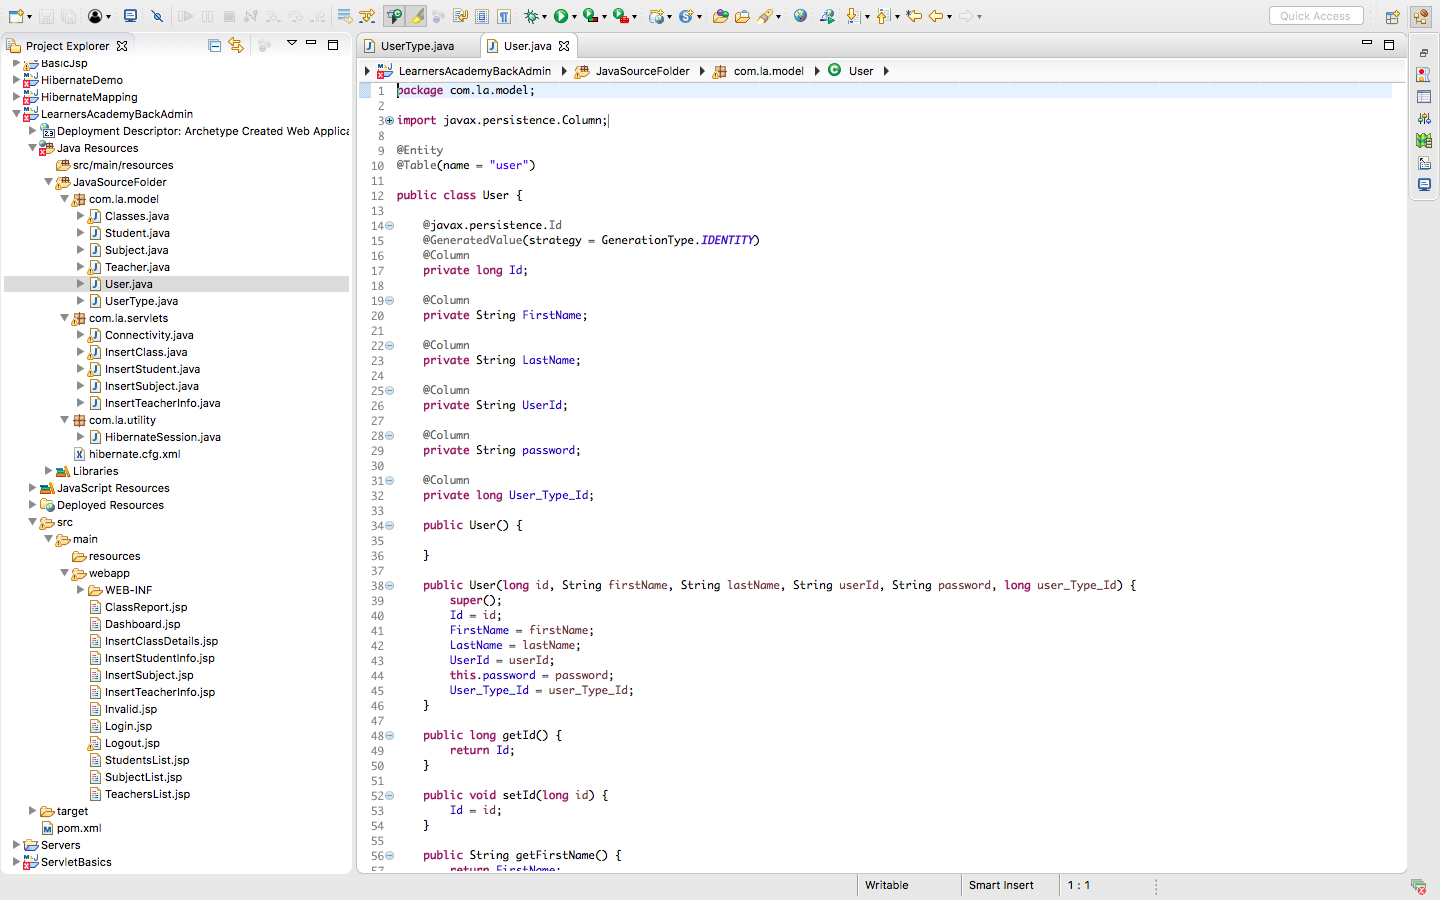 Quick Access
Project Explorer
BasicJsp
HibernateDemo
HibernateMapping
LearnersAcademyBackAdmin
Deployment Descriptor: Archetype Created Web Applica
Java Resources
src/main/resources
JavaSourceFolder
com.la.model
Classes.java
Student.java
Subject.java
Teacher.java
User.java
UserType.java
com.la.servlets
Connectivity.java
InsertClass.java
InsertStudent.java
InsertSubject.java
InsertTeacherInfo.java
com.la.utility
HibernateSession.java
hibernate.cfg.xml
Libraries
JavaScript Resources
Deployed Resources
src
main
resources
webapp
WEB-INF
ClassReport.jsp
Dashboard.jsp
InsertClassDetails.jsp
InsertStudentInfo.jsp
InsertSubject.jsp
InsertTeacherInfo.jsp
Invalid.jsp
Login.jsp
Logout.jsp
StudentsList.jsp
SubjectList.jsp
TeachersList.jsp
target
pom.xml
Servers
ServletBasics
UserType.java
User.java
LearnersAcademyBackAdmin JavaSourceFolder com.la.model User
1 package com.la.model;
2
3 import javax.persistence.Column;
8
9 @Entity
10 @Table(name = "user")
11
12 public class User {
13
14 @javax.persistence.Id
15 @GeneratedValue(strategy = GenerationType.IDENTITY)
16 @Column
17 private long Id;
18
19 @Column
20 private String FirstName;
21
22 @Column
23 private String LastName;
24
25 @Column
26 private String UserId;
27
28 @Column
29 private String password;
30
31 @Column
32 private long User_Type_Id;
33
34 public User() {
35
36 }
37
38 public User(long id, String firstName, String lastName, String userId, String password, long user_Type_Id) {
39 super();
40 Id = id;
41 FirstName = firstName;
42 LastName = lastName;
43 UserId = userId;
44 this.password = password;
45 User_Type_Id = user_Type_Id;
46 }
47
48 public long getId() {
49 return Id;
50 }
51
52 public void setId(long id) {
53 Id = id;
54 }
55
56 public String getFirstName() {
57 return FirstName;
Writable Smart Insert 1 : 1